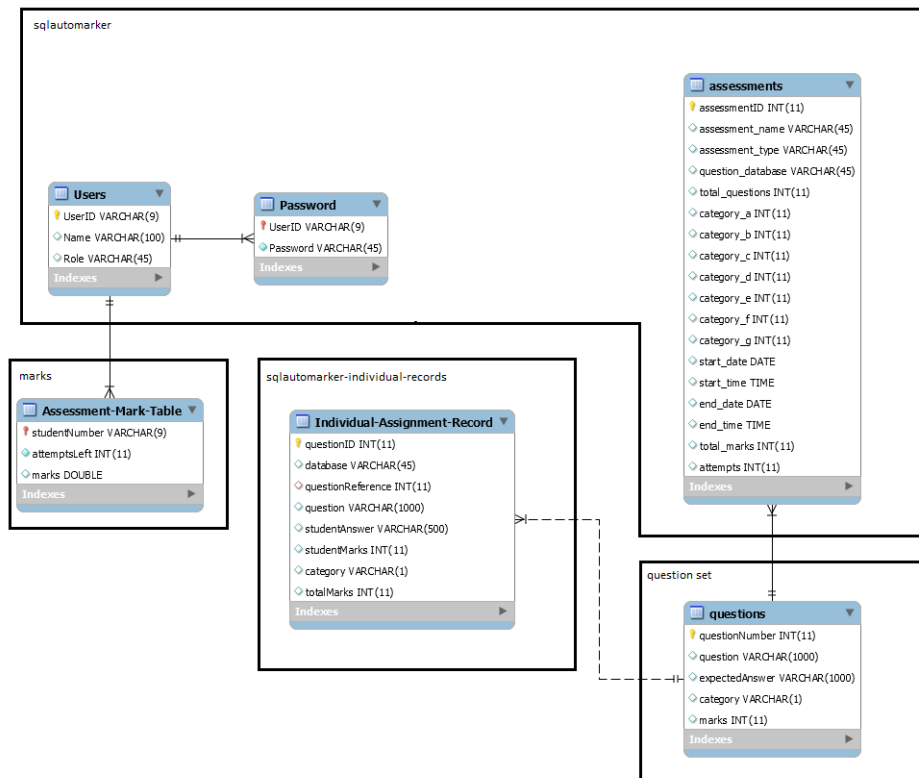 sqlautomarker
assessments
assessmentID INT(11)
assessment_name VARCHAR(45)
assessment_type VARCHAR(45)
question_database VARCHAR(45)
total_questions INT(11)
category_a INT(11)
category_b INT(11)
category_c INT(11)
category_d INT(11)
category_e INT(11)
category_f INT(11)
category_g INT(11)
start_date DATE
start_time TIME
end_date DATE
end_time TIME
total_marks INT(11)
attempts INT(11)
Indexes
Users
UserID VARCHAR(9)
Name VARCHAR(100)
Role VARCHAR(45)
Indexes
Password
UserID VARCHAR(9)
Password VARCHAR(45)
Indexes
marks
Assessment-Mark-Table
studentNumber VARCHAR(9)
attemptsLeft INT(11)
marks DOUBLE
Indexes
sqlautomarker-individual-records
Individual-Assignment-Record
questionID INT(11)
database VARCHAR(45)
questionReference INT(11)
question VARCHAR(1000)
studentAnswer VARCHAR(500)
studentMarks INT(11)
category VARCHAR(1)
totalMarks INT(11)
Indexes
question set
questions
questionNumber INT(11)
question VARCHAR(1000)
expectedAnswer VARCHAR(1000)
category VARCHAR(1)
marks INT(11)
Indexes